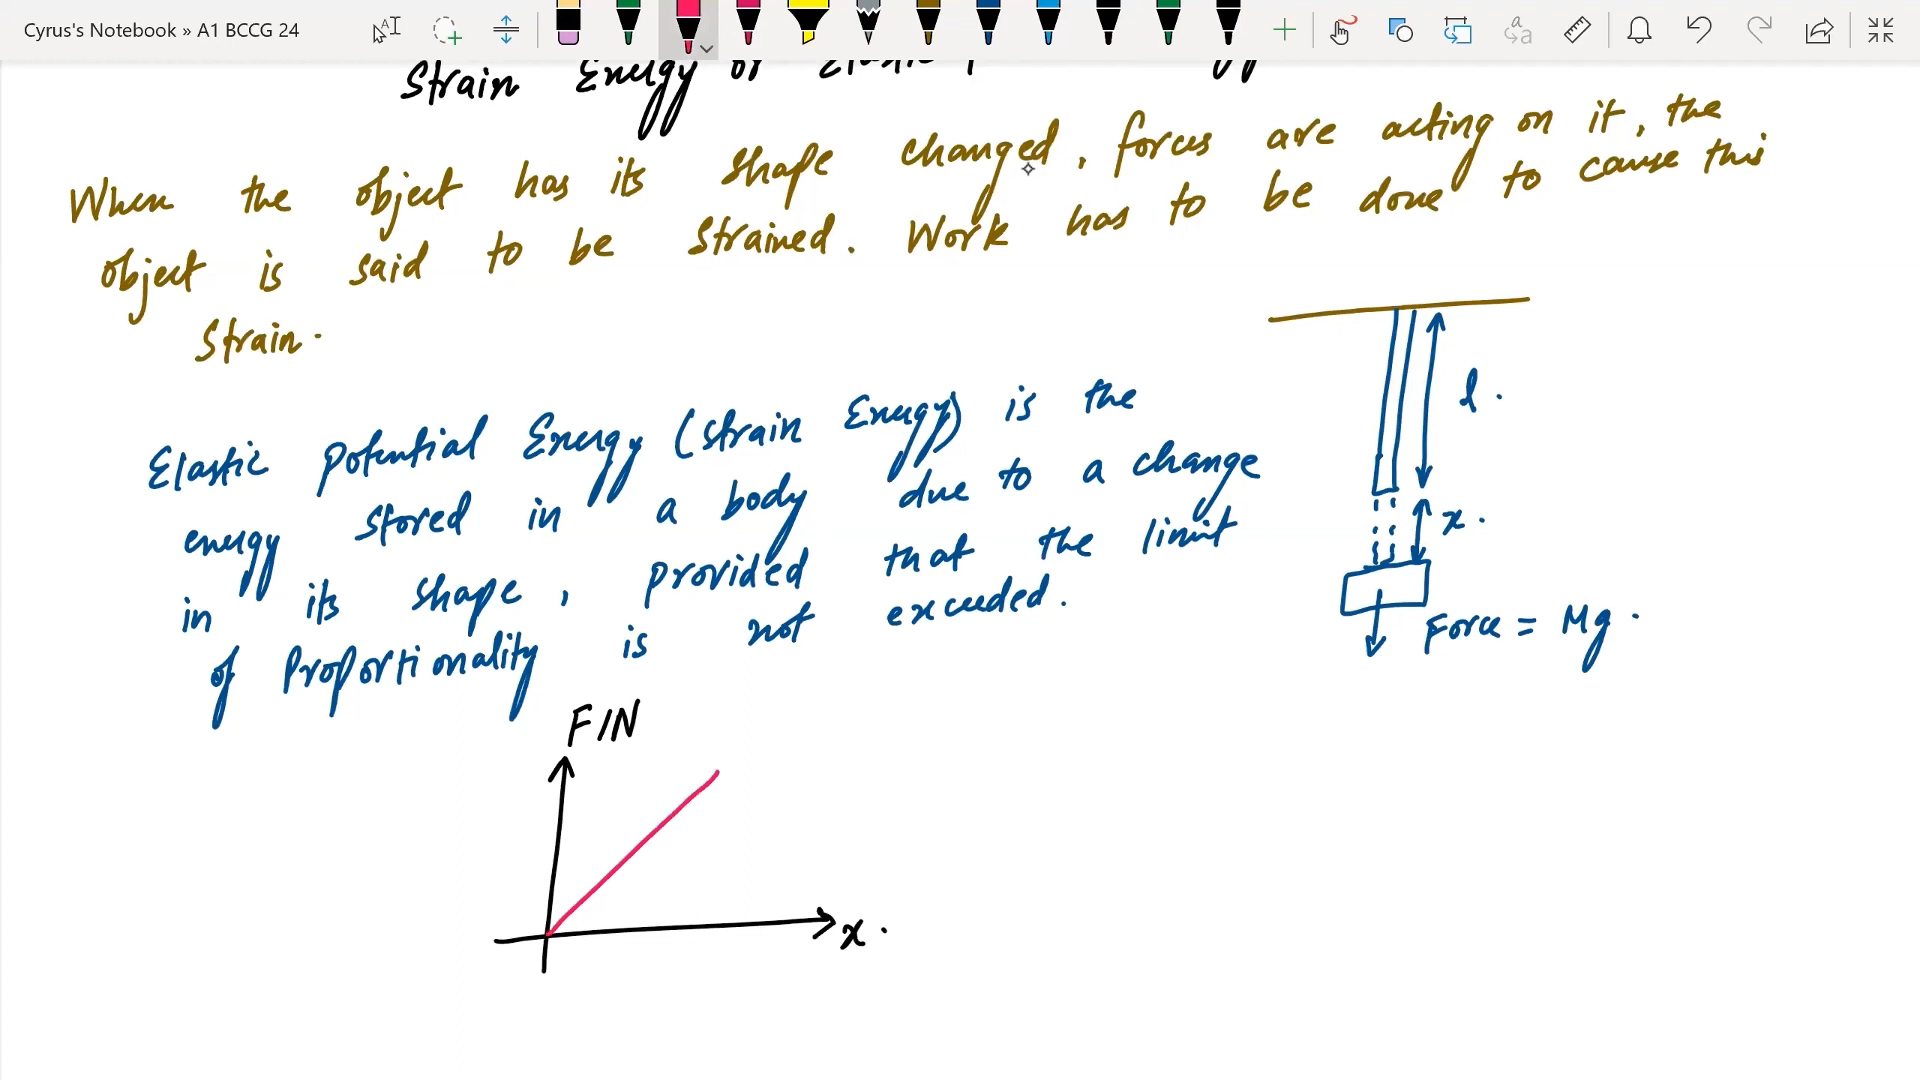 Cyrus's Notebook » A1 BCCG 24
Strain Energy or Elastic
When the object has its shape changed, forces are acting on it, the
object is said to be strained. Work has to be done to cause this
strain.
Elastic Potential Energy (strain Energy) is the
energy stored in a body due to a change
in its shape, provided that the limit
of Proportionality is not exceeded.
l.
x.
Force = Mg.
F/N
x.